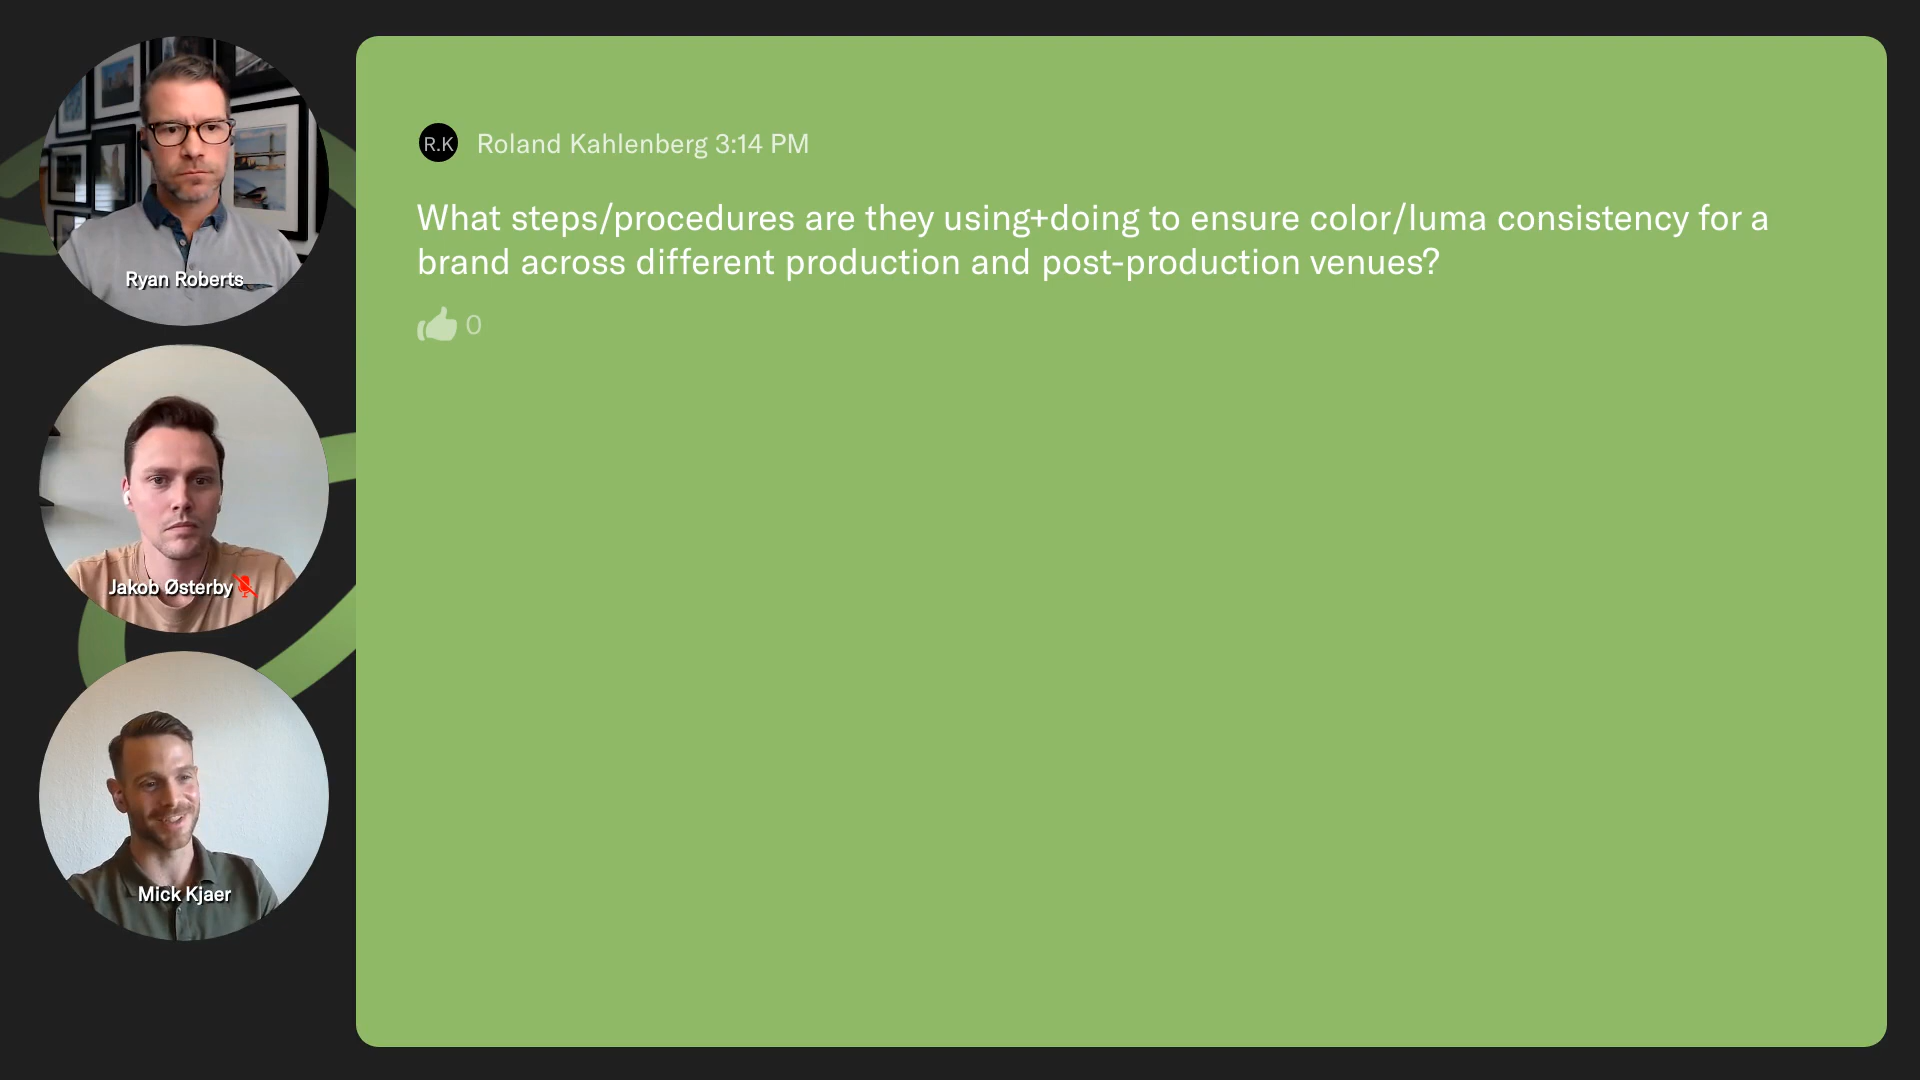 Ryan Roberts
Jakob Østerby
Mick Kjaer
R.K
Roland Kahlenberg 3:14 PM
What steps/procedures are they using+doing to ensure color/luma consistency for a
brand across different production and post-production venues?
0